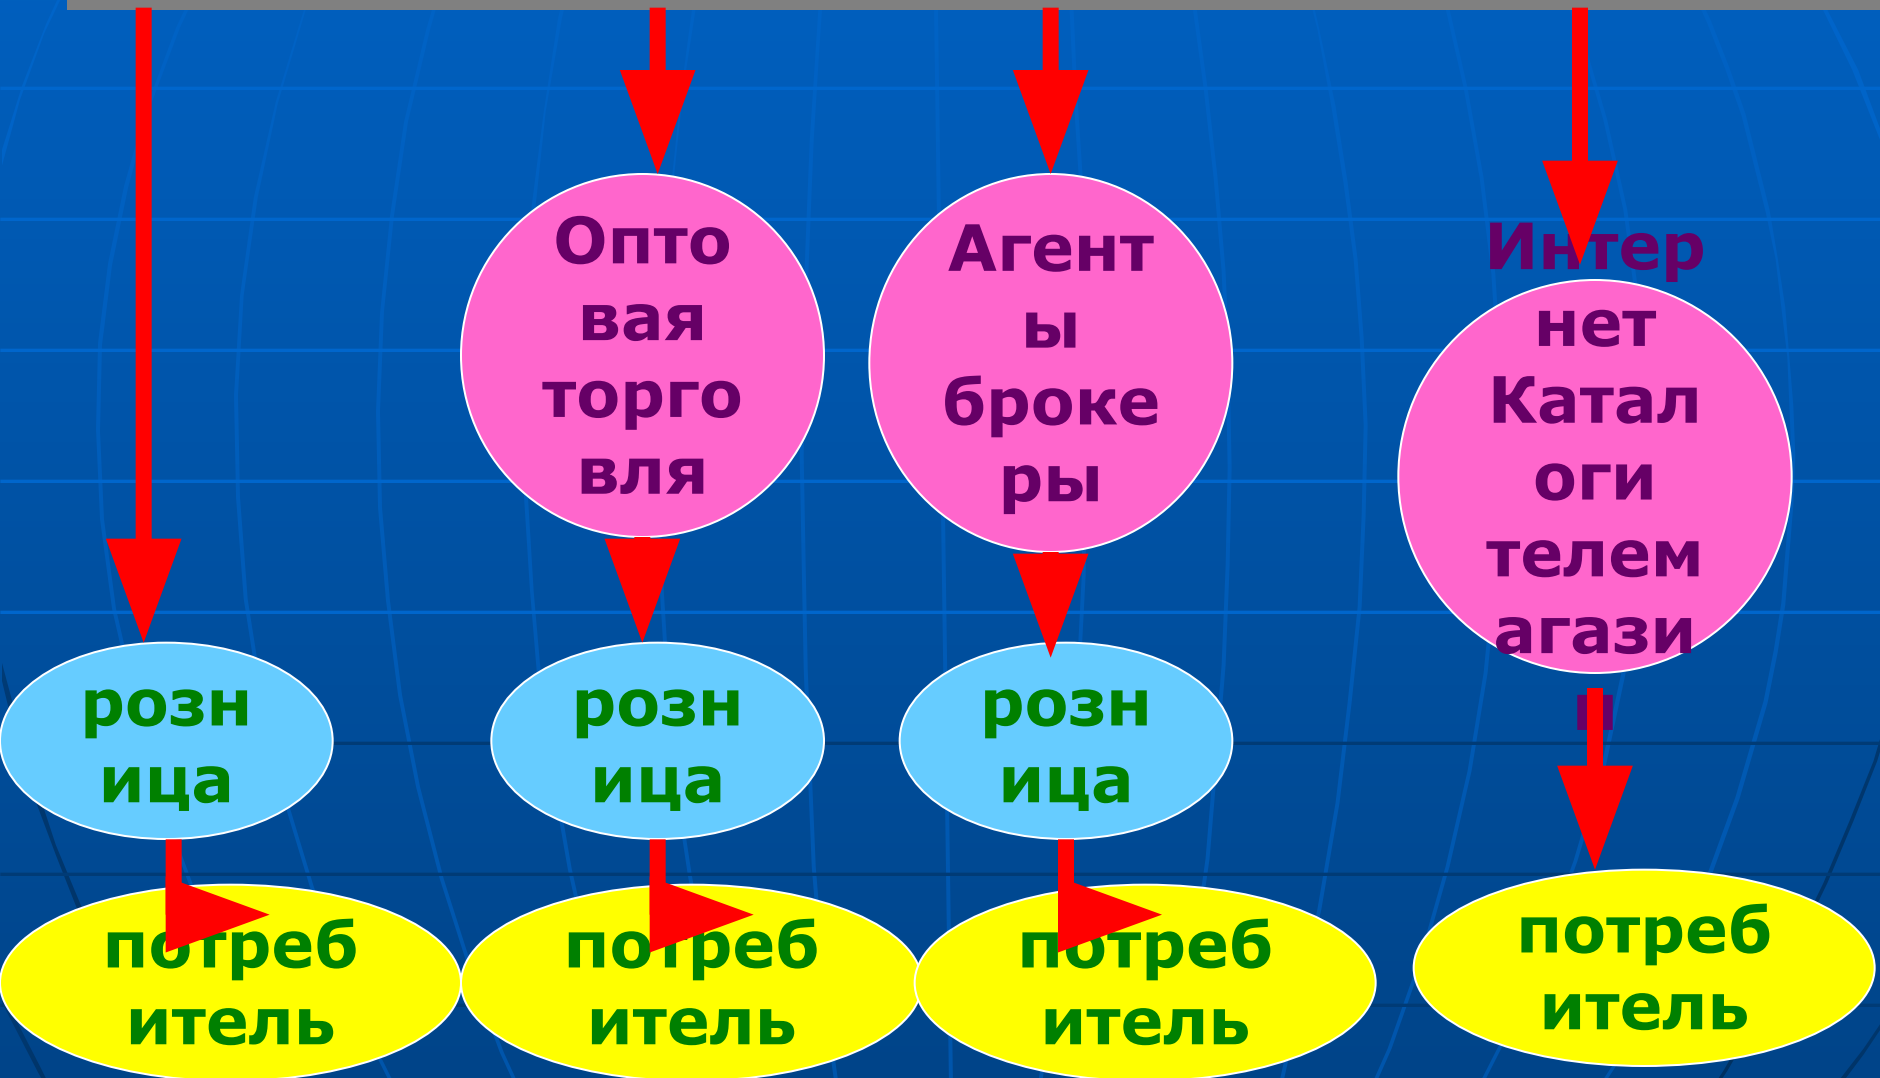 Опто
вая
торго
вля
Агент
ы
броке
ры
Интер
нет
Катал
оги
телем
агази
розн
ица
розн
ица
розн
ица
потреб
итель
потреб
итель
потреб
итель
потреб
итель